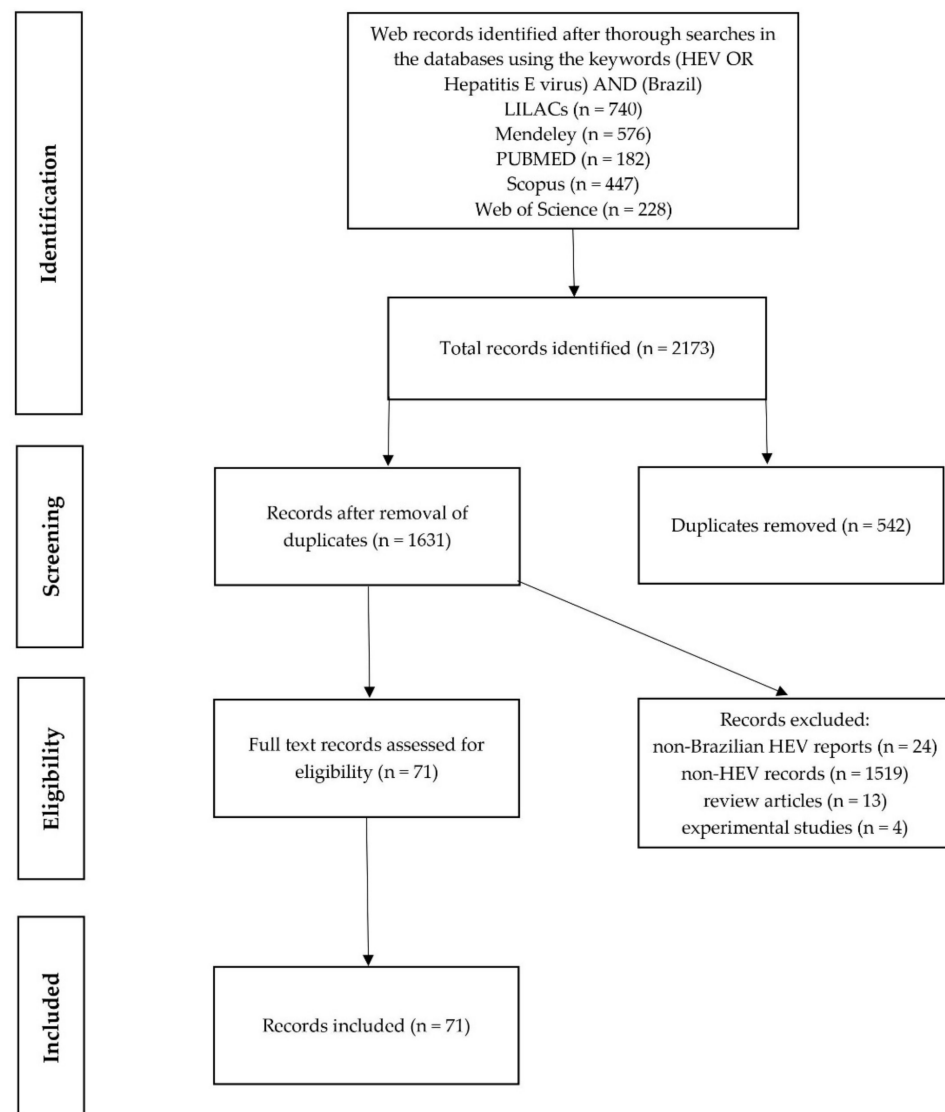 Identification
Web records identified after thorough searches in
the databases using the keywords (HEV OR
Hepatitis E virus) AND (Brazil)
LILACs (n = 740)
Mendeley (n = 576)
PUBMED (n = 182)
Scopus (n = 447)
Web of Science (n = 228)
Total records identified (n = 2173)
Screening
Records after removal of
duplicates (n = 1631)
Duplicates removed (n = 542)
Eligibility
Full text records assessed for
eligibility (n = 71)
Records excluded:
non-Brazilian HEV reports (n = 24)
non-HEV records (n = 1519)
review articles (n = 13)
experimental studies (n = 4)
Included
Records included (n = 71)